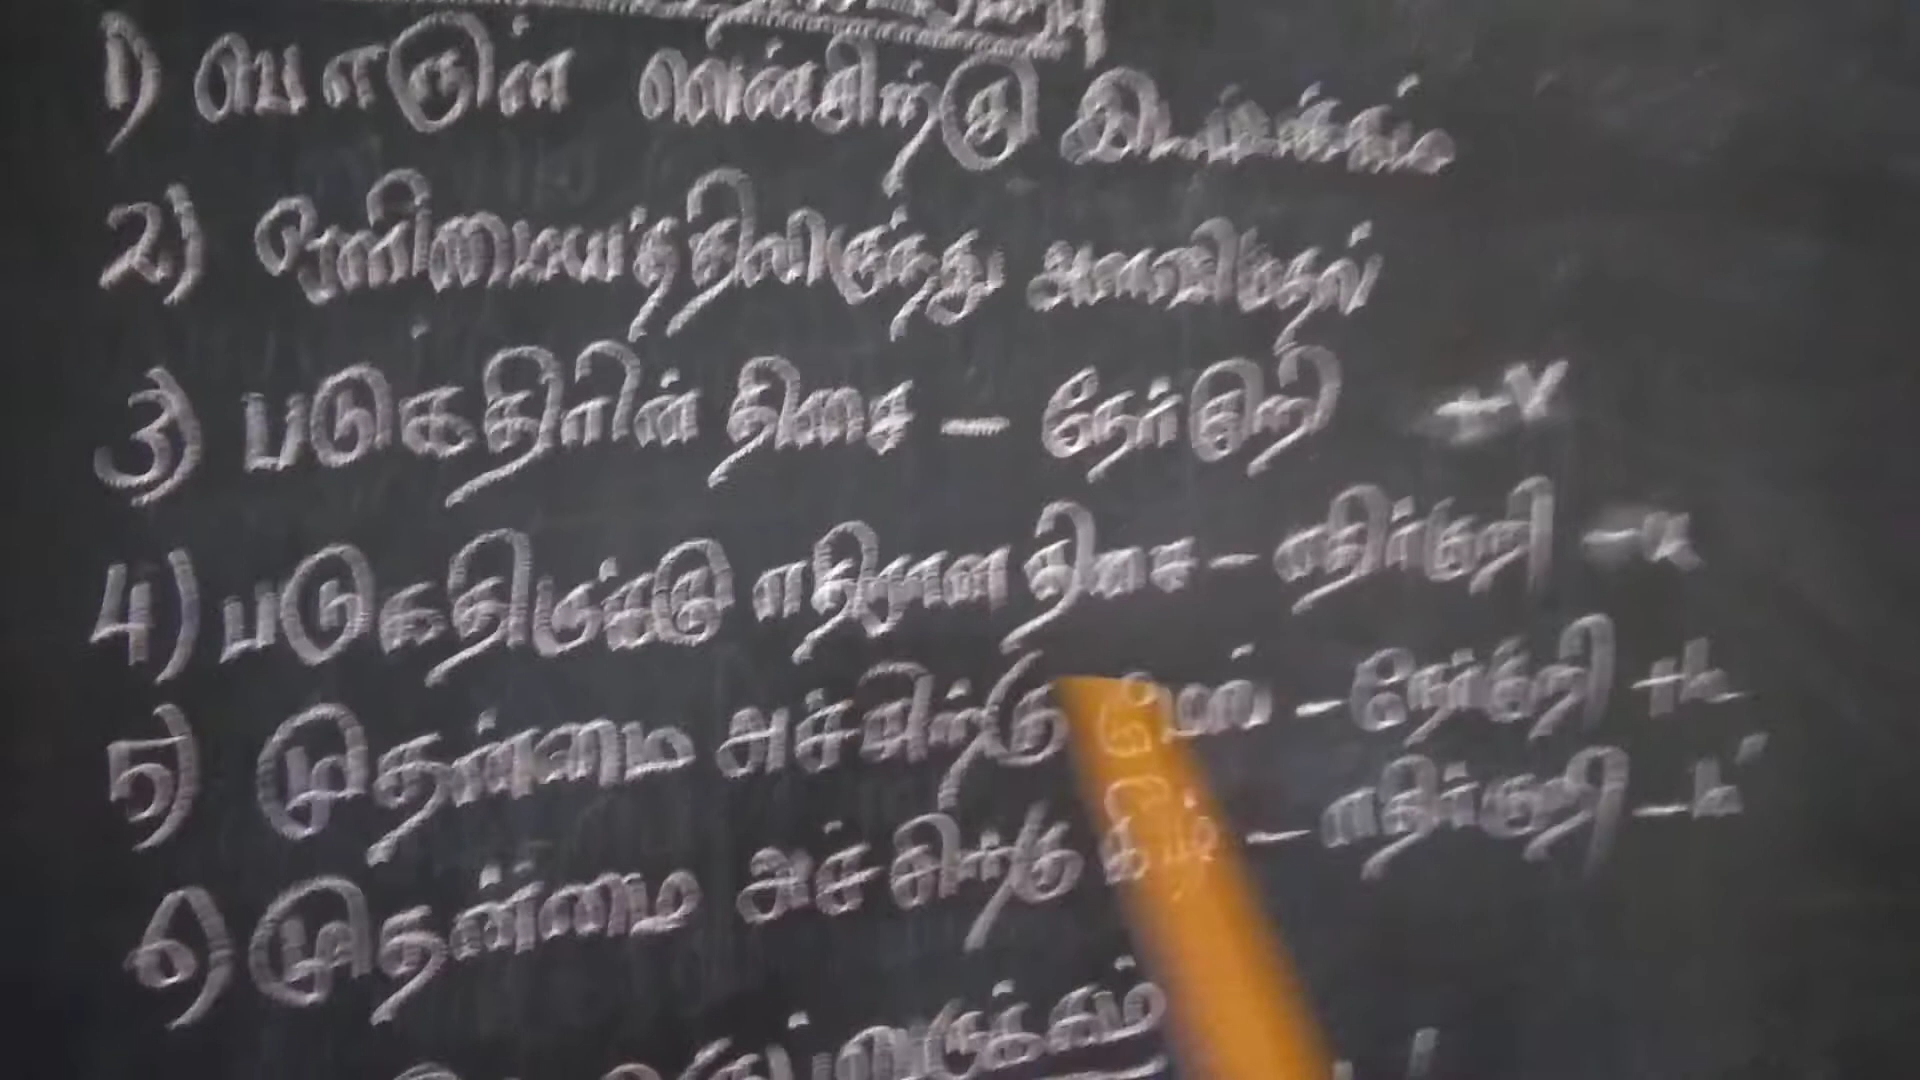 1) பொருள் லென்சிற்கு இடப்பக்கம்
2) ஒளிமையத்திலிருந்து அளவிடுதல்
3) படுகதிரின் திசை – நேர்குறி +v
4) படுகதிருக்கு எதிரான திசை – எதிர்குறி -u
5) முதன்மை அச்சிற்கு மேல் – நேர்குறி +h
6) முதன்மை அச்சிற்கு கீழ் – எதிர்குறி -h'